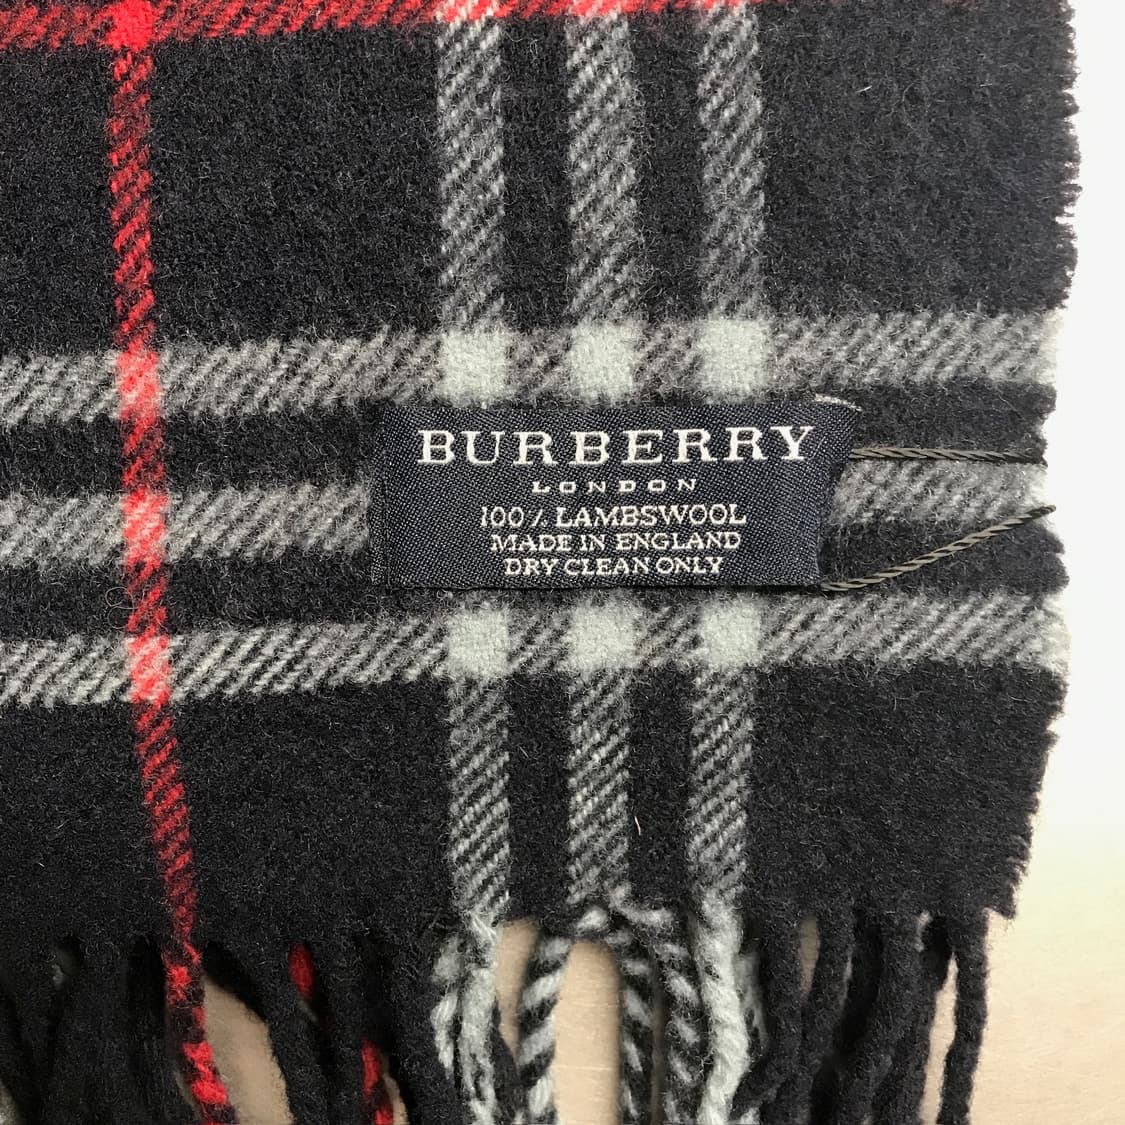 BURBERRY
LONDON
100% LAMBSWOOL
MADE IN ENGLAND
DRY CLEAN ONLY